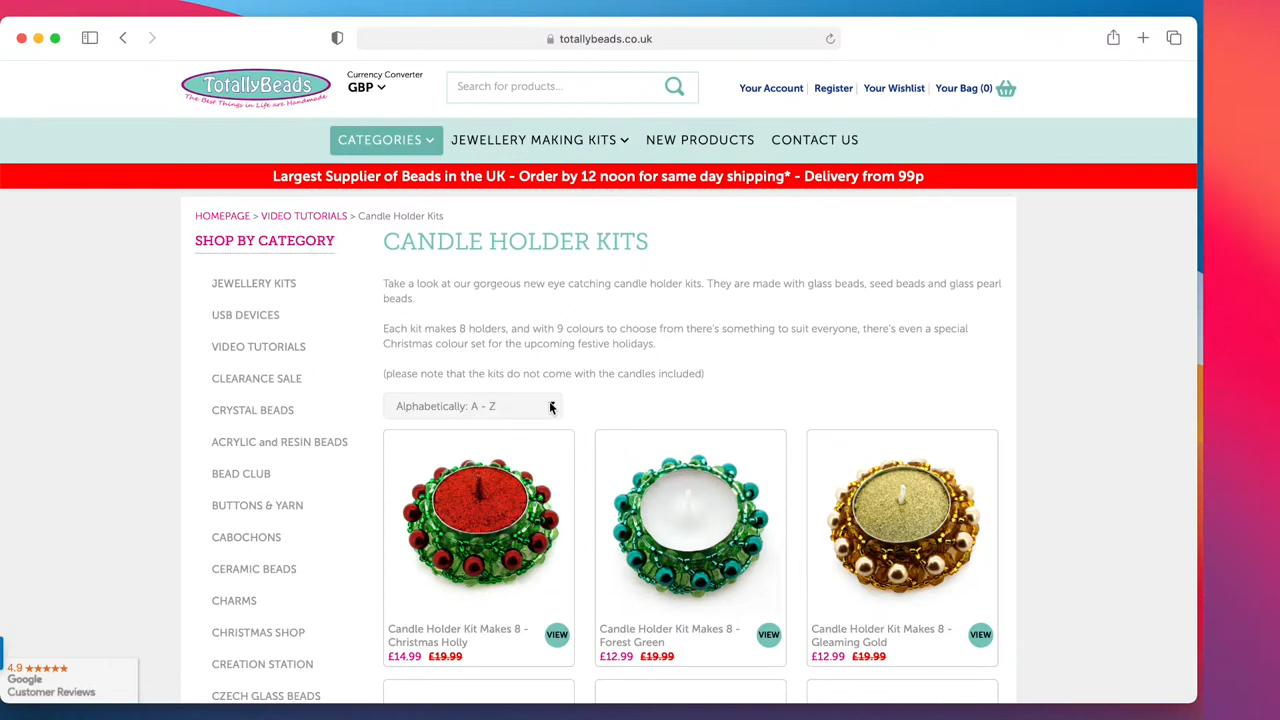 totallybeads.co.uk
TotallyBeads
The Best Things in Life are Handmade
Currency Converter
GBP
Search for products...
Your Account
Register
Your Wishlist
Your Bag (0)
CATEGORIES
JEWELLERY MAKING KITS
NEW PRODUCTS
CONTACT US
Largest Supplier of Beads in the UK - Order by 12 noon for same day shipping* - Delivery from 99p
HOMEPAGE > VIDEO TUTORIALS > Candle Holder Kits
SHOP BY CATEGORY
JEWELLERY KITS
USB DEVICES
VIDEO TUTORIALS
CLEARANCE SALE
CRYSTAL BEADS
ACRYLIC and RESIN BEADS
BEAD CLUB
BUTTONS & YARN
CABOCHONS
CERAMIC BEADS
CHARMS
CHRISTMAS SHOP
CREATION STATION
CZECH GLASS BEADS
CANDLE HOLDER KITS
Take a look at our gorgeous new eye catching candle holder kits. They are made with glass beads, seed beads and glass pearl
beads.
Each kit makes 8 holders, and with 9 colours to choose from there's something to suit everyone, there's even a special
Christmas colour set for the upcoming festive holidays.
(please note that the kits do not come with the candles included)
Alphabetically: A - Z
Candle Holder Kit Makes 8 -
Christmas Holly
£14.99 £19.99
VIEW
Candle Holder Kit Makes 8 -
Forest Green
£12.99 £19.99
VIEW
Candle Holder Kit Makes 8 -
Gleaming Gold
£12.99 £19.99
VIEW
4.9 ★★★★★
Google
Customer Reviews